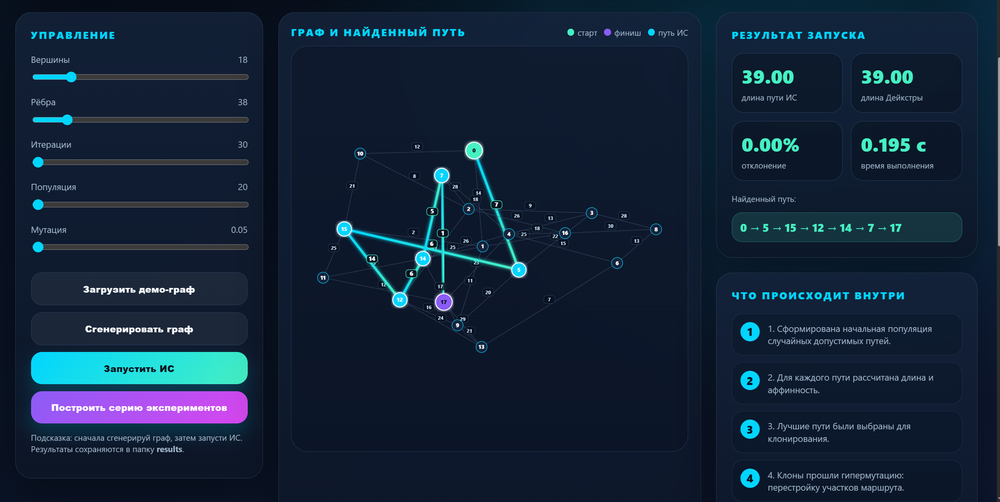 УПРАВЛЕНИЕ
Вершины 18
Рёбра 38
Итерации 30
Популяция 20
Мутация 0.05
Загрузить демо-граф
Сгенерировать граф
Запустить ИС
Построить серию экспериментов
Подсказка: сначала сгенерируй граф, затем запусти ИС.
Результаты сохраняются в папку results.
ГРАФ И НАЙДЕННЫЙ ПУТЬ
старт финиш путь ИС
12
0
10
7
8
21
28
14
18
7
9
2
5
3
26
13
28
30
15
2
1
18
8
4
25
16
22
26
6
13
15
25
1
25
14
14
23
6
5
6
11
12
17
11
20
7
12
17
16
24
29
9
21
13
РЕЗУЛЬТАТ ЗАПУСКА
39.00
длина пути ИС
39.00
длина Дейкстры
0.00%
отклонение
0.195 с
время выполнения
Найденный путь:
0 → 5 → 15 → 12 → 14 → 7 → 17
ЧТО ПРОИСХОДИТ ВНУТРИ
1
1. Сформирована начальная популяция
случайных допустимых путей.
2
2. Для каждого пути рассчитана длина и
аффинность.
3
3. Лучшие пути были выбраны для
клонирования.
4
4. Клоны прошли гипермутацию:
перестройку участков маршрута.